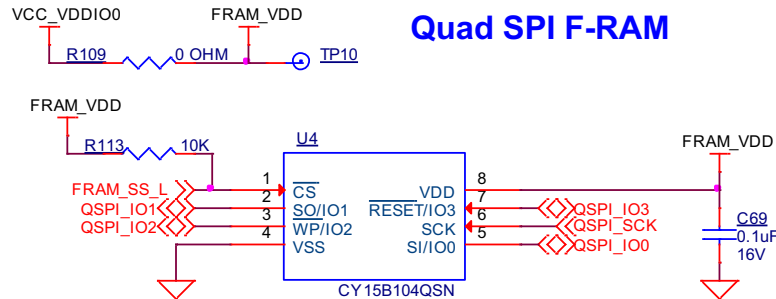 Quad SPI F-RAM
VCC_VDDIO0
FRAM_VDD
R109
0 OHM
TP10
FRAM_VDD
R113
10K
U4
FRAM_VDD
FRAM_SS_L
1
CS
VDD
8
QSPI_IO1
2
SO/IO1
RESET/IO3
7
QSPI_IO3
QSPI_IO2
3
WP/IO2
SCK
6
QSPI_SCK
4
VSS
SI/IO0
5
QSPI_IO0
C69
0.1uF
16V
CY15B104QSN